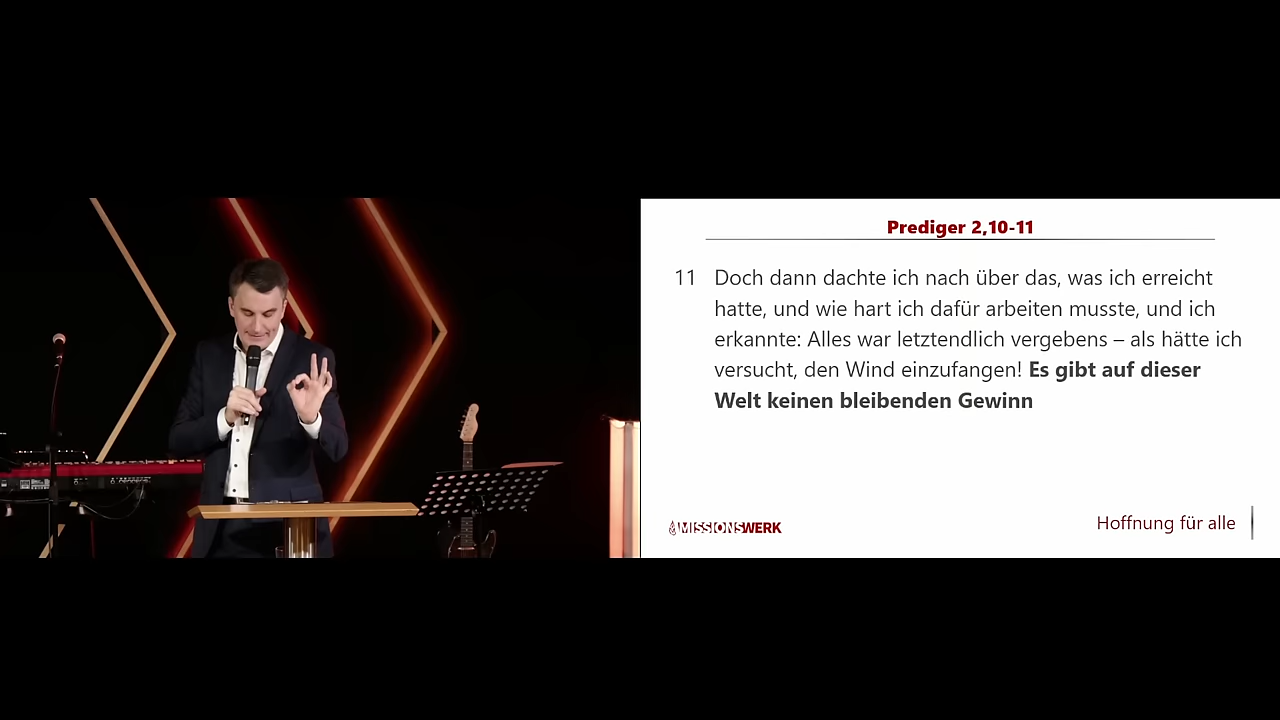 Prediger 2,10-11
11 Doch dann dachte ich nach über das, was ich erreicht
hatte, und wie hart ich dafür arbeiten musste, und ich
erkannte: Alles war letztendlich vergebens – als hätte ich
versucht, den Wind einzufangen! Es gibt auf dieser
Welt keinen bleibenden Gewinn
MISSIONSWERK
Hoffnung für alle